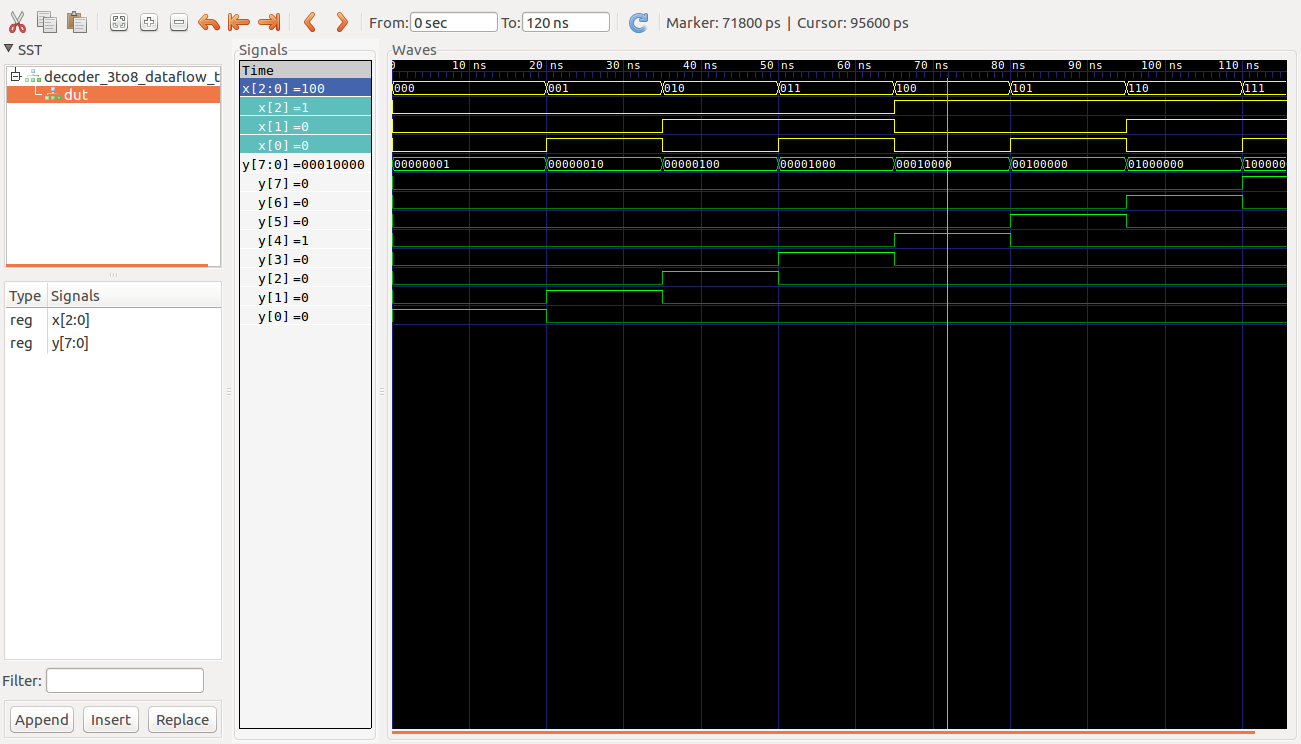 From: 0 sec To: 120 ns Marker: 71800 ps | Cursor: 95600 ps
SST
decoder_3to8_dataflow_t
dut
Type Signals
reg x[2:0]
reg y[7:0]
Filter:
Append Insert Replace
Signals
Time
x[2:0]=100
x[2]=1
x[1]=0
x[0]=0
y[7:0]=00010000
y[7]=0
y[6]=0
y[5]=0
y[4]=1
y[3]=0
y[2]=0
y[1]=0
y[0]=0
Waves
0 10 ns 20 ns 30 ns 40 ns 50 ns 60 ns 70 ns 80 ns 90 ns 100 ns 110 ns
000 001 010 011 100 101 110 111
00000001 00000010 00000100 00001000 00010000 00100000 01000000 100000